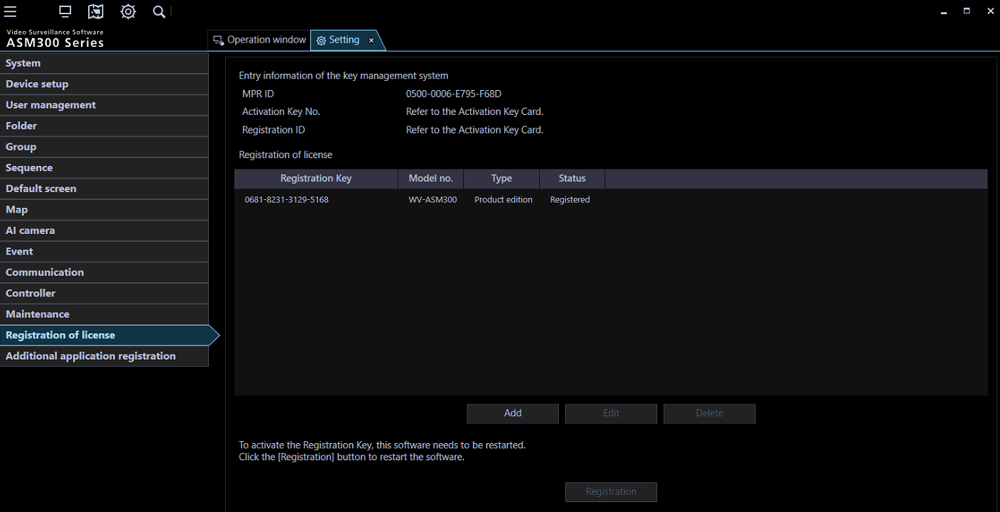 Video Surveillance Software
ASM300 Series
Operation window
Setting
System
Device setup
User management
Folder
Group
Sequence
Default screen
Map
AI camera
Event
Communication
Controller
Maintenance
Registration of license
Additional application registration
Entry information of the key management system
MPR ID 0500-0006-E795-F68D
Activation Key No. Refer to the Activation Key Card.
Registration ID Refer to the Activation Key Card.
Registration of license
Registration Key Model no. Type Status
0681-8231-3129-5168 WV-ASM300 Product edition Registered
Add Edit Delete
To activate the Registration Key, this software needs to be restarted.
Click the [Registration] button to restart the software.
Registration